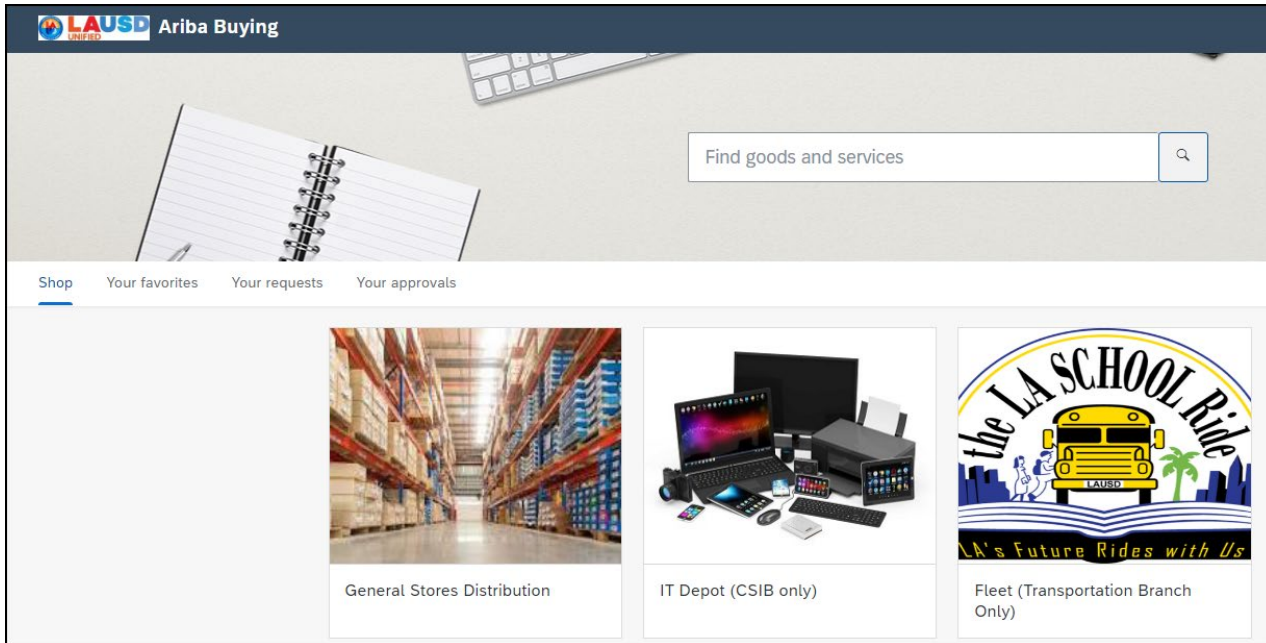 LAUSD
UNIFIED
Ariba Buying
Find goods and services
Shop Your favorites Your requests Your approvals
the LA SCHOOL Ride
LAUSD
LA's Future Rides with Us
General Stores Distribution
IT Depot (CSIB only)
Fleet (Transportation Branch
Only)